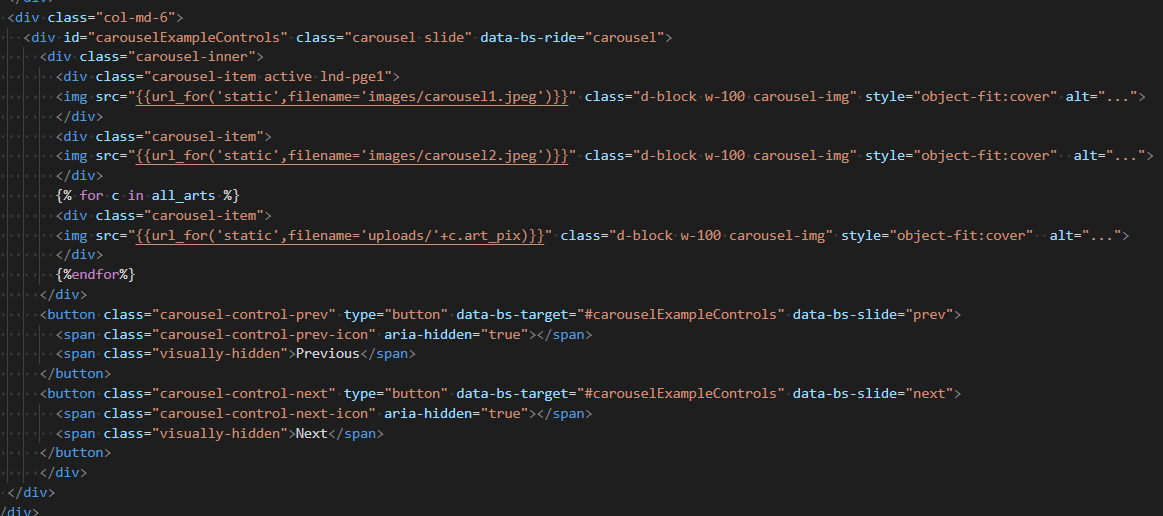 </div>
<div class="col-md-6">
<div id="carouselExampleControls" class="carousel slide" data-bs-ride="carousel">
<div class="carousel-inner">
<div class="carousel-item active lnd-pge1">
<img src="{{url_for('static',filename='images/carousel1.jpeg')}}" class="d-block w-100 carousel-img" style="object-fit:cover" alt="...">
</div>
<div class="carousel-item">
<img src="{{url_for('static',filename='images/carousel2.jpeg')}}" class="d-block w-100 carousel-img" style="object-fit:cover"  alt="...">
</div>
{% for c in all_arts %}
<div class="carousel-item">
<img src="{{url_for('static',filename='uploads/'+c.art_pix)}}" class="d-block w-100 carousel-img" style="object-fit:cover"  alt="...">
</div>
{%endfor%}
</div>
<button class="carousel-control-prev" type="button" data-bs-target="#carouselExampleControls" data-bs-slide="prev">
<span class="carousel-control-prev-icon" aria-hidden="true"></span>
<span class="visually-hidden">Previous</span>
</button>
<button class="carousel-control-next" type="button" data-bs-target="#carouselExampleControls" data-bs-slide="next">
<span class="carousel-control-next-icon" aria-hidden="true"></span>
<span class="visually-hidden">Next</span>
</button>
</div>
</div>
/div>